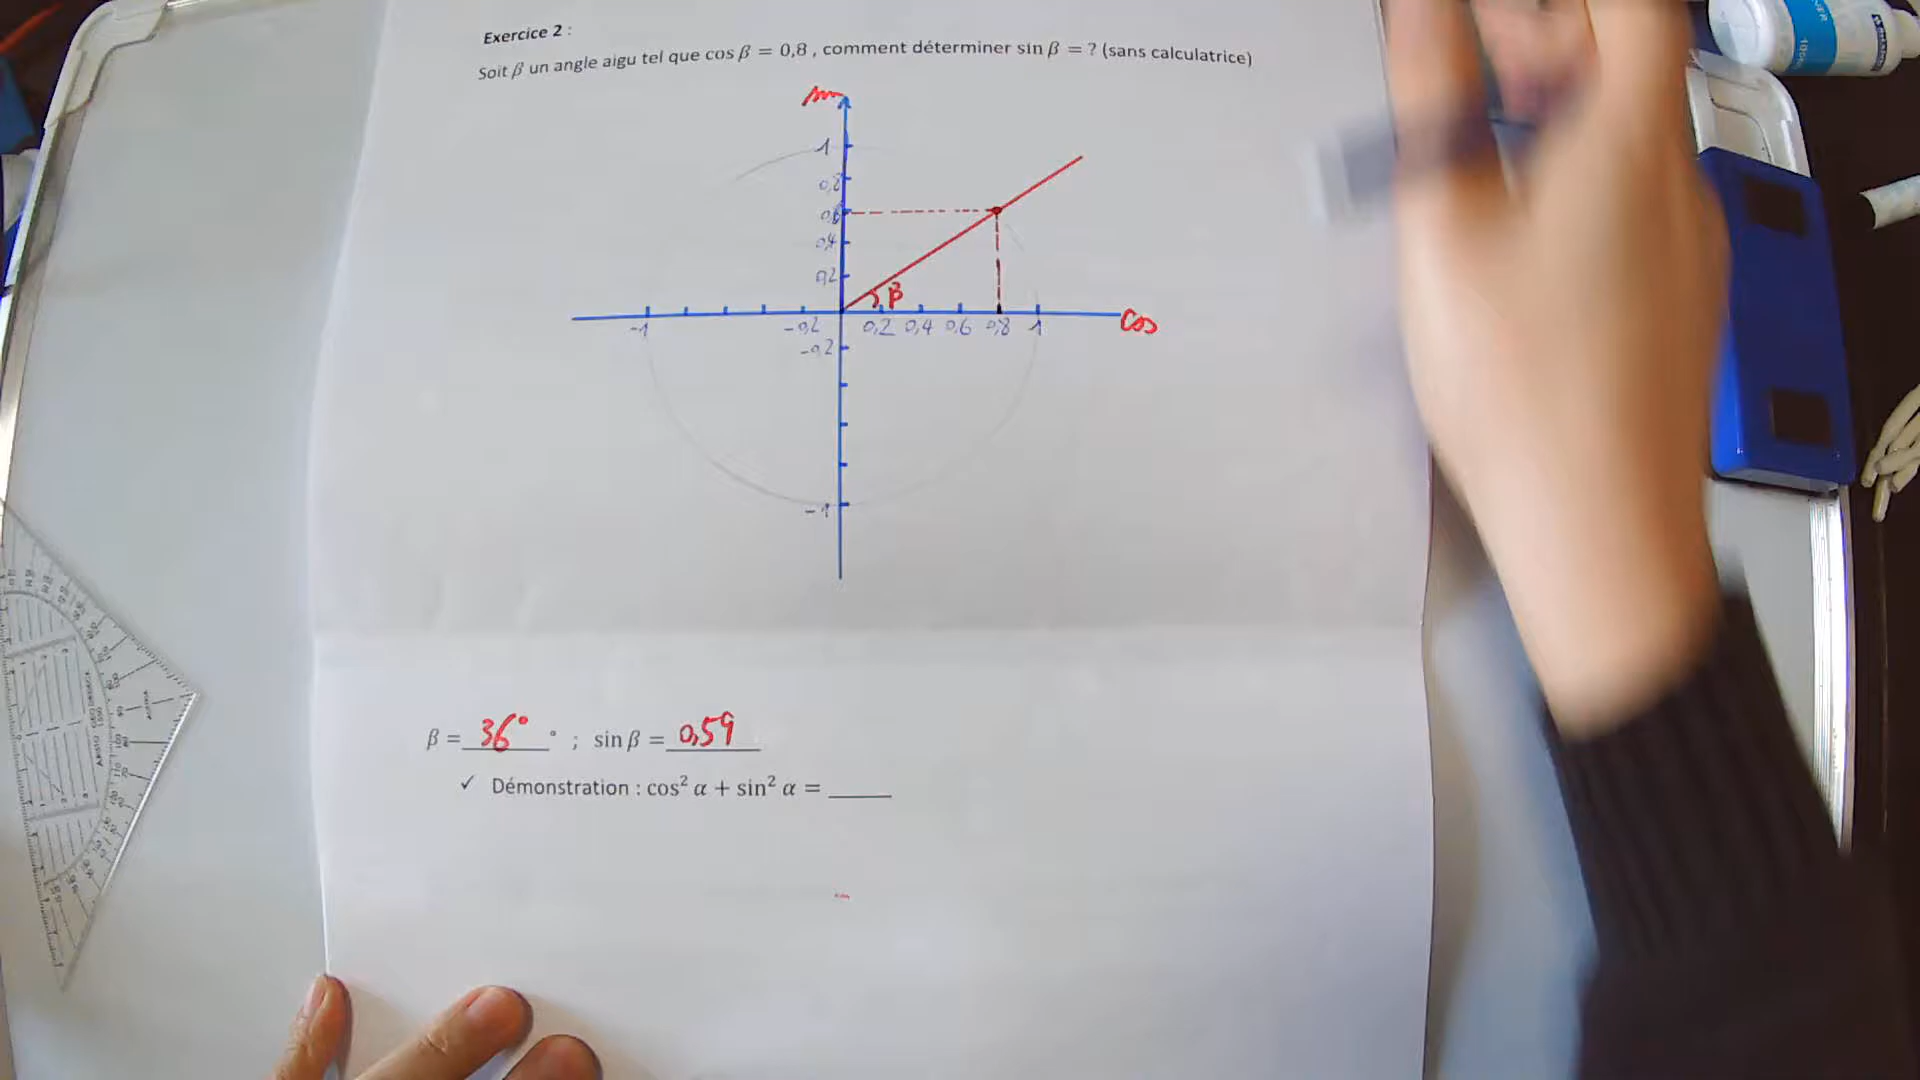 Exercice 2 :
Soit β un angle aigu tel que cos β = 0,8 , comment déterminer sin β = ? (sans calculatrice)
sin
1
0,8
0,6
0,4
0,2
β
-1 -0,2 0,2 0,4 0,6 0,8 1 cos
-0,2
-1
β = 36° ° ; sin β = 0,59
✓ Démonstration : cos² α + sin² α = _____